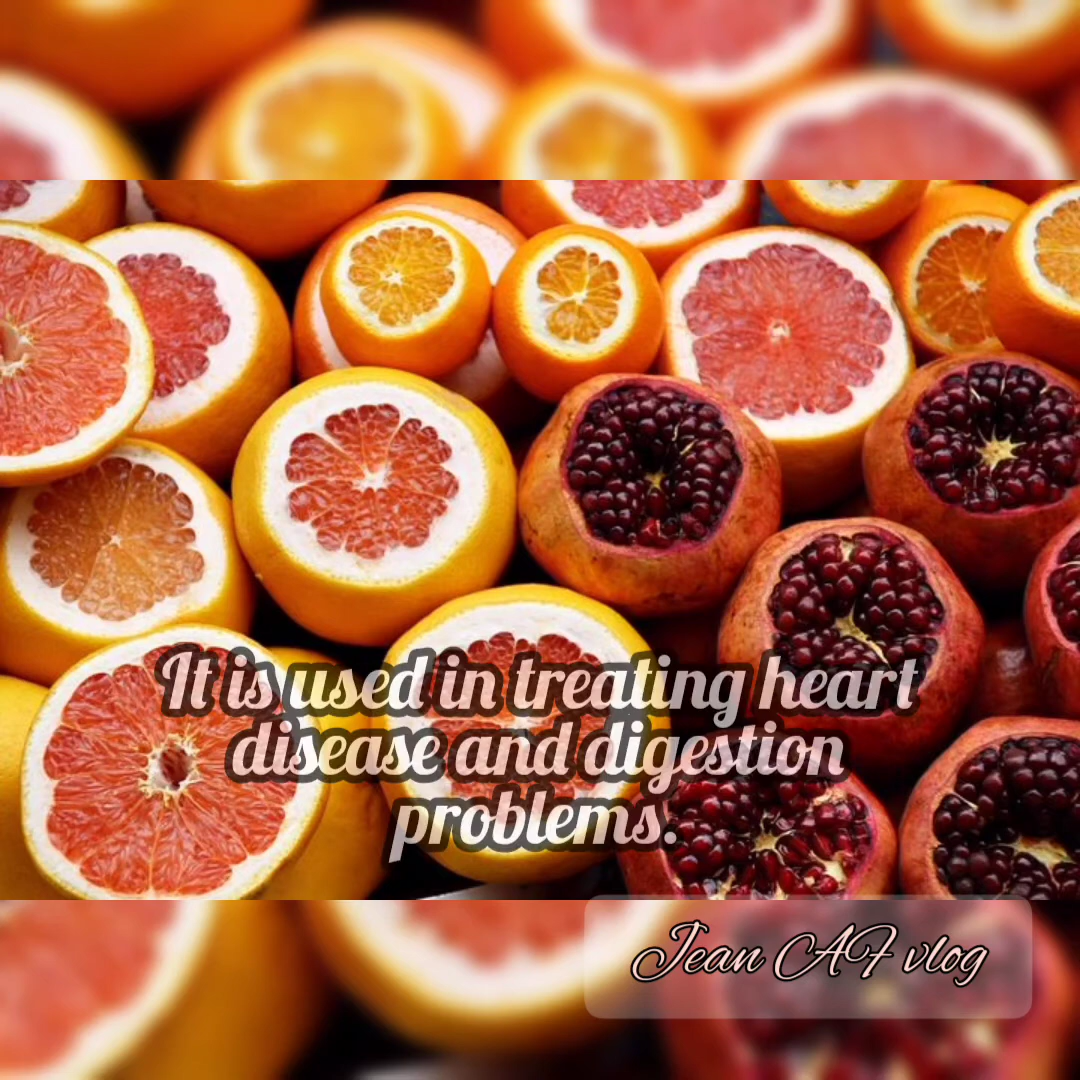 It is used in treating heart
disease and digestion
problems.
Jean AF vlog